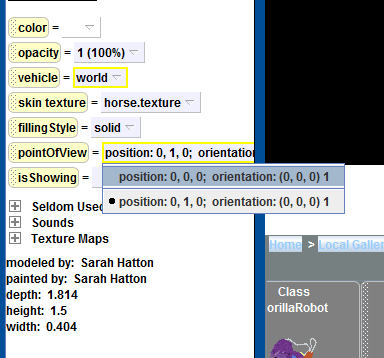 color =
opacity = 1 (100%)
vehicle = world
skin texture = horse.texture
fillingStyle = solid
pointOfView = position: 0, 1, 0; orientation
isShowing =
position: 0, 0, 0; orientation: (0, 0, 0) 1
position: 0, 1, 0; orientation: (0, 0, 0) 1
Seldom Used
Sounds
Texture Maps
modeled by: Sarah Hatton
painted by: Sarah Hatton
depth: 1.814
height: 1.5
width: 0.404
Home > Local Galler
Class
orillaRobot